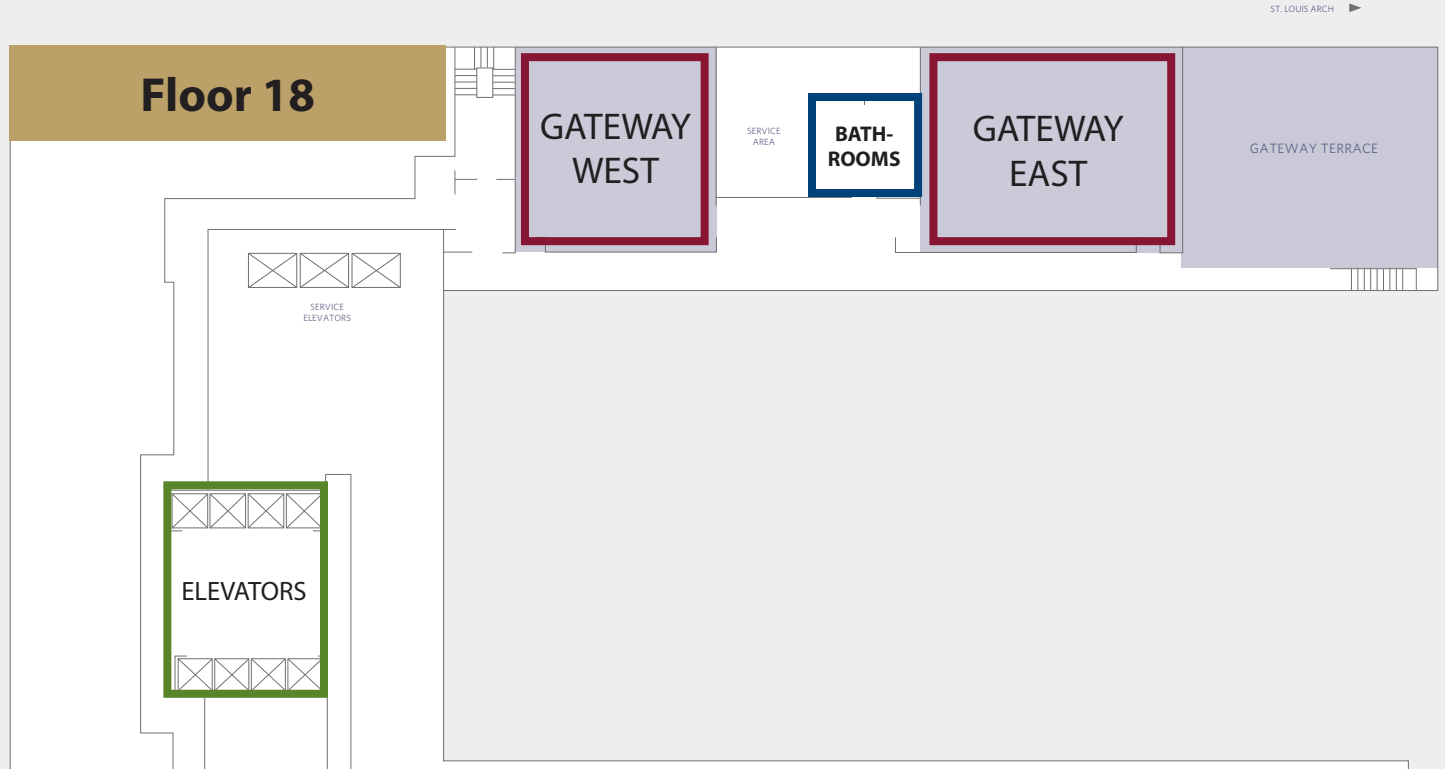 ST. LOUIS ARCH
Floor 18
GATEWAY
WEST
SERVICE
AREA
BATH-
ROOMS
GATEWAY
EAST
GATEWAY TERRACE
SERVICE
ELEVATORS
ELEVATORS